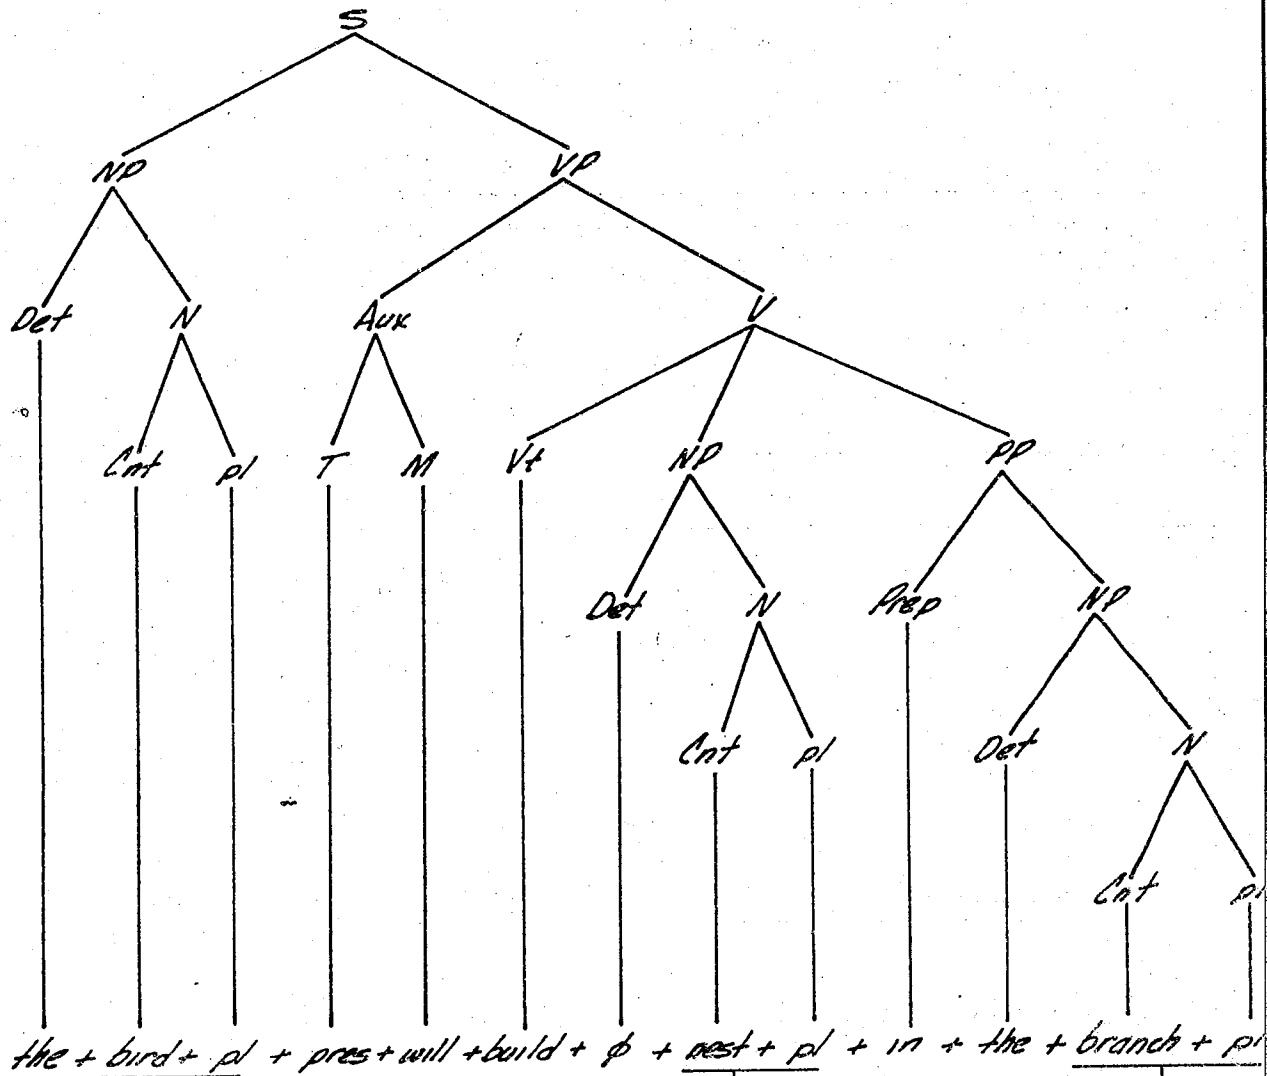 S
NP VP
Det N Aux V
Cnt pl T M Vt NP PP
Det N Prep NP
Cnt pl Det N
Cnt pl
the + bird + pl + pres + will + build + ϕ + nest + pl + in + the + branch + pl